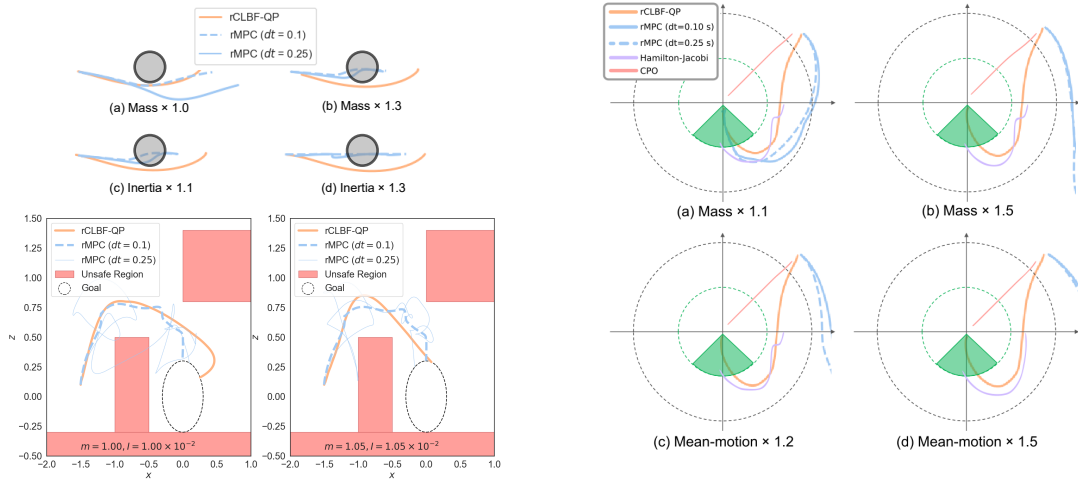 rCLBF-QP
rMPC (dt = 0.1)
rMPC (dt = 0.25)
(a) Mass × 1.0
(b) Mass × 1.3
(c) Inertia × 1.1
(d) Inertia × 1.3
1.50
1.25
1.00
0.75
0.50
0.25
0.00
−0.25
−0.50
z
rCLBF-QP
rMPC (dt = 0.1)
rMPC (dt = 0.25)
Unsafe Region
Goal
m = 1.00, I = 1.00 × 10⁻²
−2.0 −1.5 −1.0 −0.5 0.0 0.5 1.0
x
1.50
1.25
1.00
0.75
0.50
0.25
0.00
−0.25
−0.50
z
rCLBF-QP
rMPC (dt = 0.1)
rMPC (dt = 0.25)
Unsafe Region
Goal
m = 1.05, I = 1.05 × 10⁻²
−2.0 −1.5 −1.0 −0.5 0.0 0.5 1.0
x
rCLBF-QP
rMPC (dt=0.10 s)
rMPC (dt=0.25 s)
Hamilton-Jacobi
CPO
(a) Mass × 1.1
(b) Mass × 1.5
(c) Mean-motion × 1.2
(d) Mean-motion × 1.5